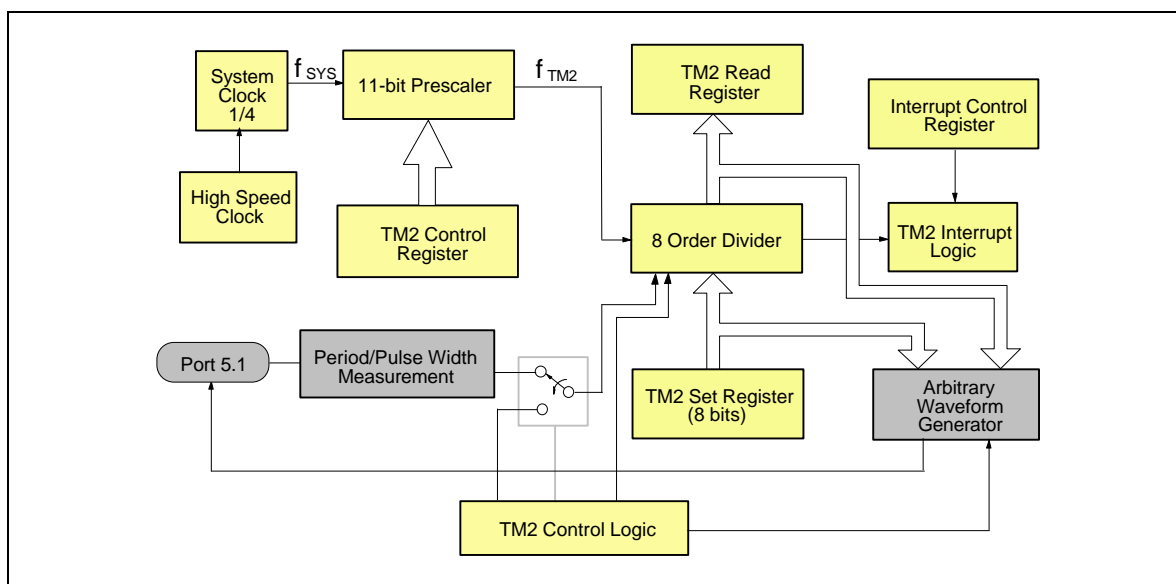 System
Clock
1/4
f SYS
11-bit Prescaler
f TM2
TM2 Read
Register
Interrupt Control
Register
High Speed
Clock
TM2 Control
Register
8 Order Divider
TM2 Interrupt
Logic
Port 5.1
Period/Pulse Width
Measurement
TM2 Set Register
(8 bits)
Arbitrary
Waveform
Generator
TM2 Control Logic